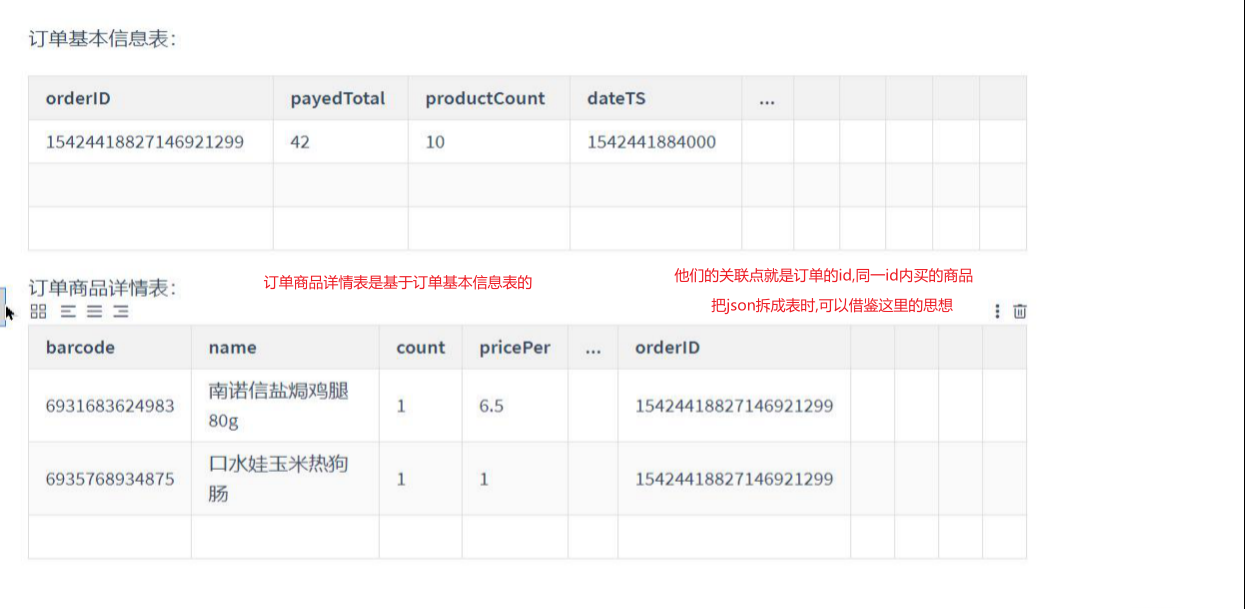 订单基本信息表：
orderID payedTotal productCount dateTS ...
15424418827146921299 42 10 1542441884000
订单商品详情表：
订单商品详情表是基于订单基本信息表的
他们的关联点就是订单的id,同一id内买的商品
把json拆成表时,可以借鉴这里的思想
barcode name count pricePer ... orderID
6931683624983 南诺信盐焗鸡腿 1 6.5 15424418827146921299
80g
6935768934875 口水娃玉米热狗 1 1 15424418827146921299
肠